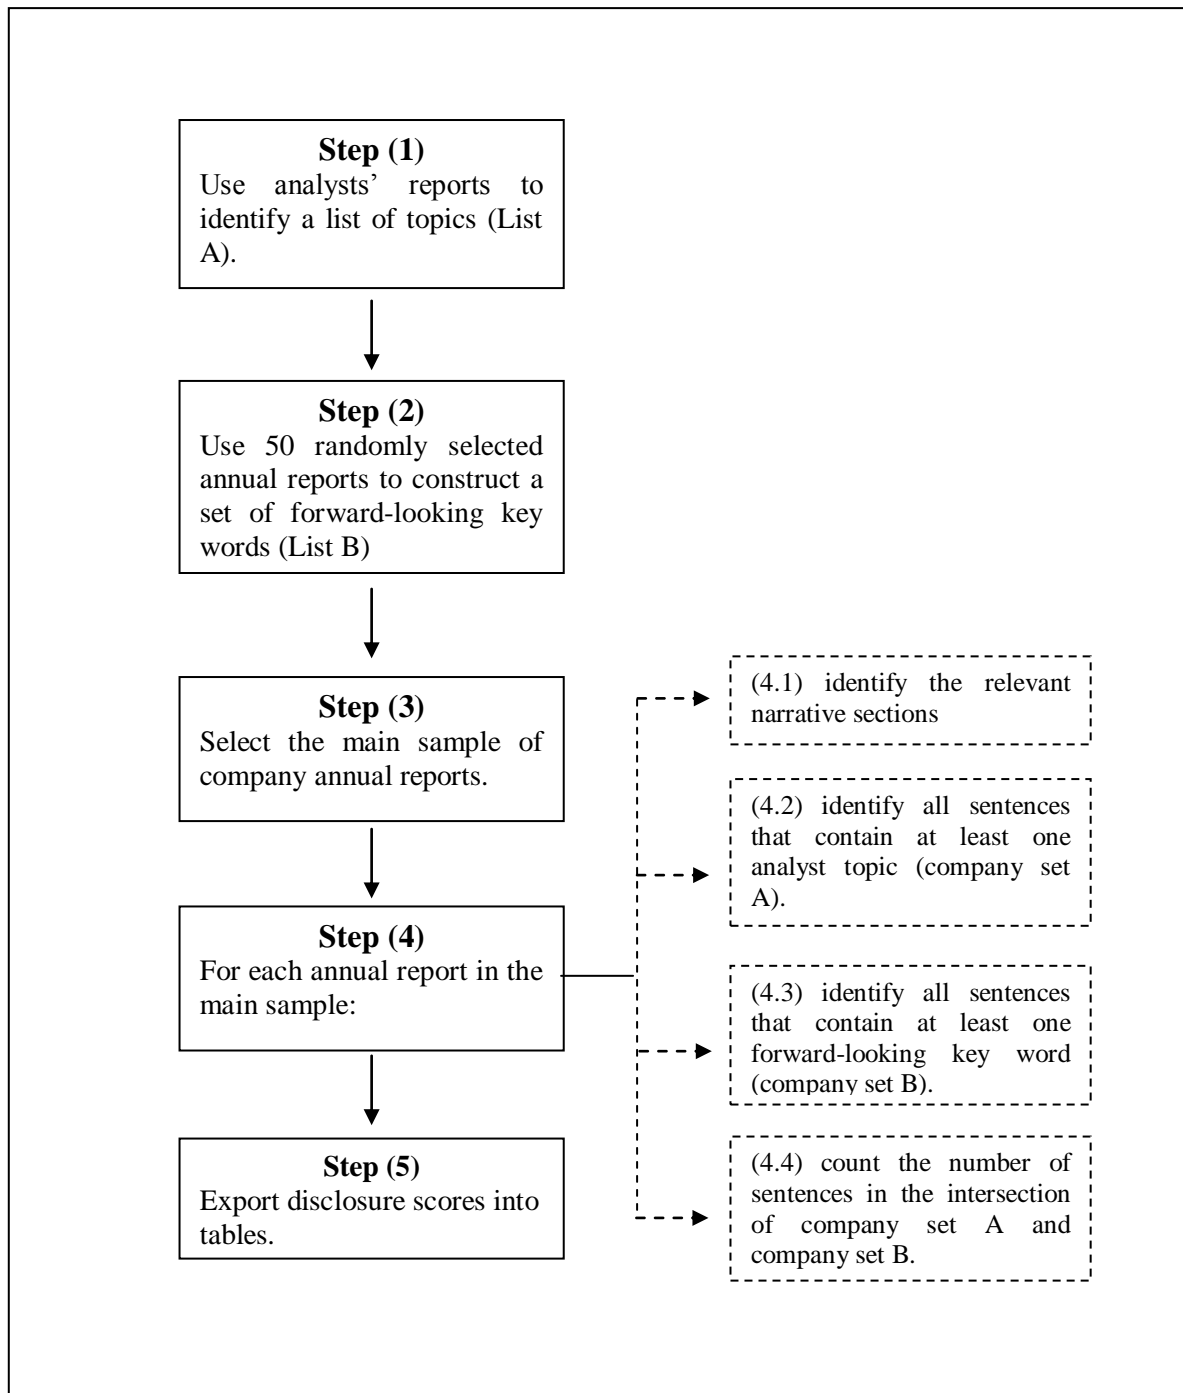 Step (1)
Use analysts’ reports to
identify a list of topics (List
A).
Step (2)
Use 50 randomly selected
annual reports to construct a
set of forward-looking key
words (List B)
Step (3)
Select the main sample of
company annual reports.
Step (4)
For each annual report in the
main sample:
Step (5)
Export disclosure scores into
tables.
(4.1) identify the relevant
narrative sections
(4.2) identify all sentences
that contain at least one
analyst topic (company set
A).
(4.3) identify all sentences
that contain at least one
forward-looking key word
(company set B).
(4.4) count the number of
sentences in the intersection
of company set A and
company set B.